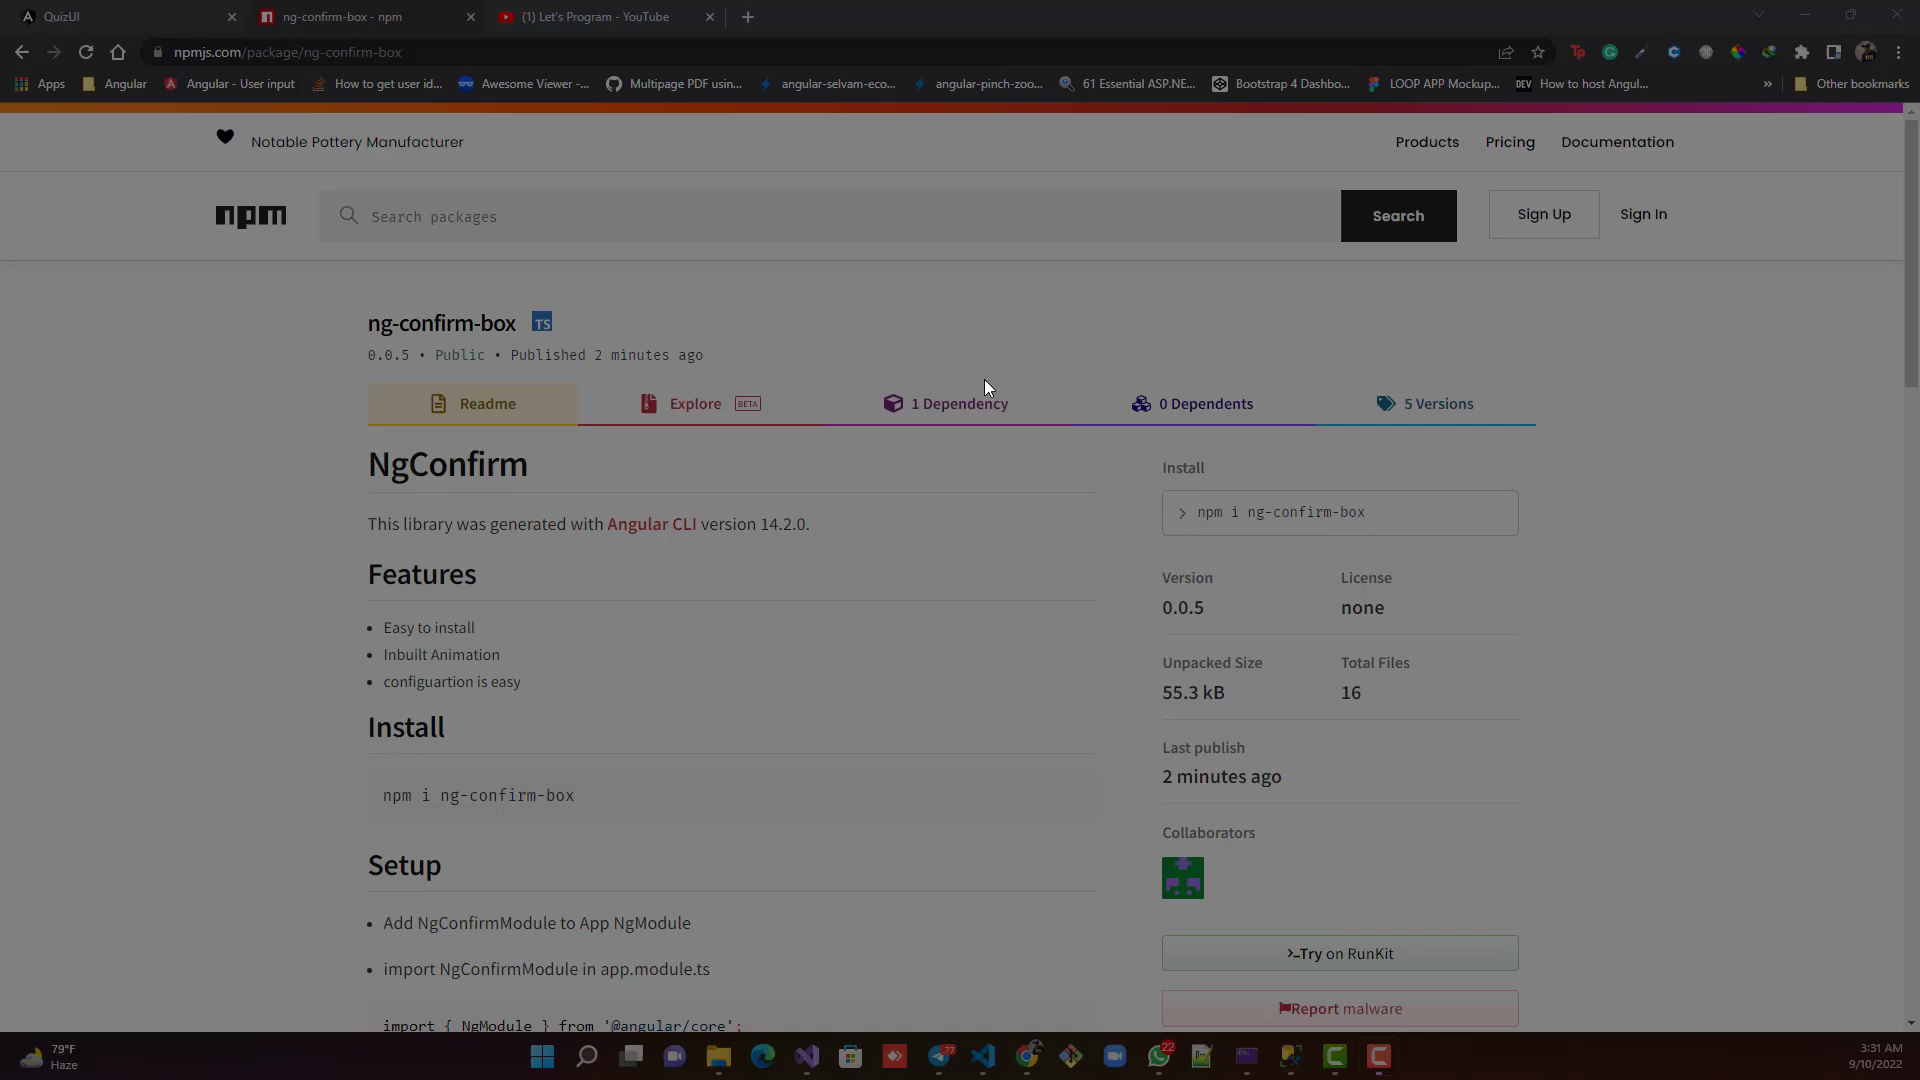 QuizUI
ng-confirm-box - npm
(1) Let's Program - YouTube
npmjs.com/package/ng-confirm-box
Apps
Angular
Angular - User input
How to get user id...
Awesome Viewer -...
Multipage PDF usin...
angular-selvam-eco...
angular-pinch-zoo...
61 Essential ASP.NE...
Bootstrap 4 Dashbo...
LOOP APP Mockup...
DEV
How to host Angul...
»
Other bookmarks
Notable Pottery Manufacturer
Products
Pricing
Documentation
npm
Search packages
Search
Sign Up
Sign In
ng-confirm-box TS
0.0.5 • Public • Published 2 minutes ago
Readme
Explore BETA
1 Dependency
0 Dependents
5 Versions
NgConfirm
This library was generated with Angular CLI version 14.2.0.
Features
• Easy to install
• Inbuilt Animation
• configuartion is easy
Install
npm i ng-confirm-box
Setup
• Add NgConfirmModule to App NgModule
• import NgConfirmModule in app.module.ts
import { NgModule } from '@angular/core';
Install
> npm i ng-confirm-box
Version
License
0.0.5
none
Unpacked Size
Total Files
55.3 kB
16
Last publish
2 minutes ago
Collaborators
>_Try on RunKit
Report malware
79°F
Haze
77
22
3:31 AM
9/10/2022